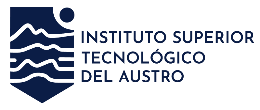 INSTITUTO SUPERIOR
TECNOLÓGICO
DEL AUSTRO